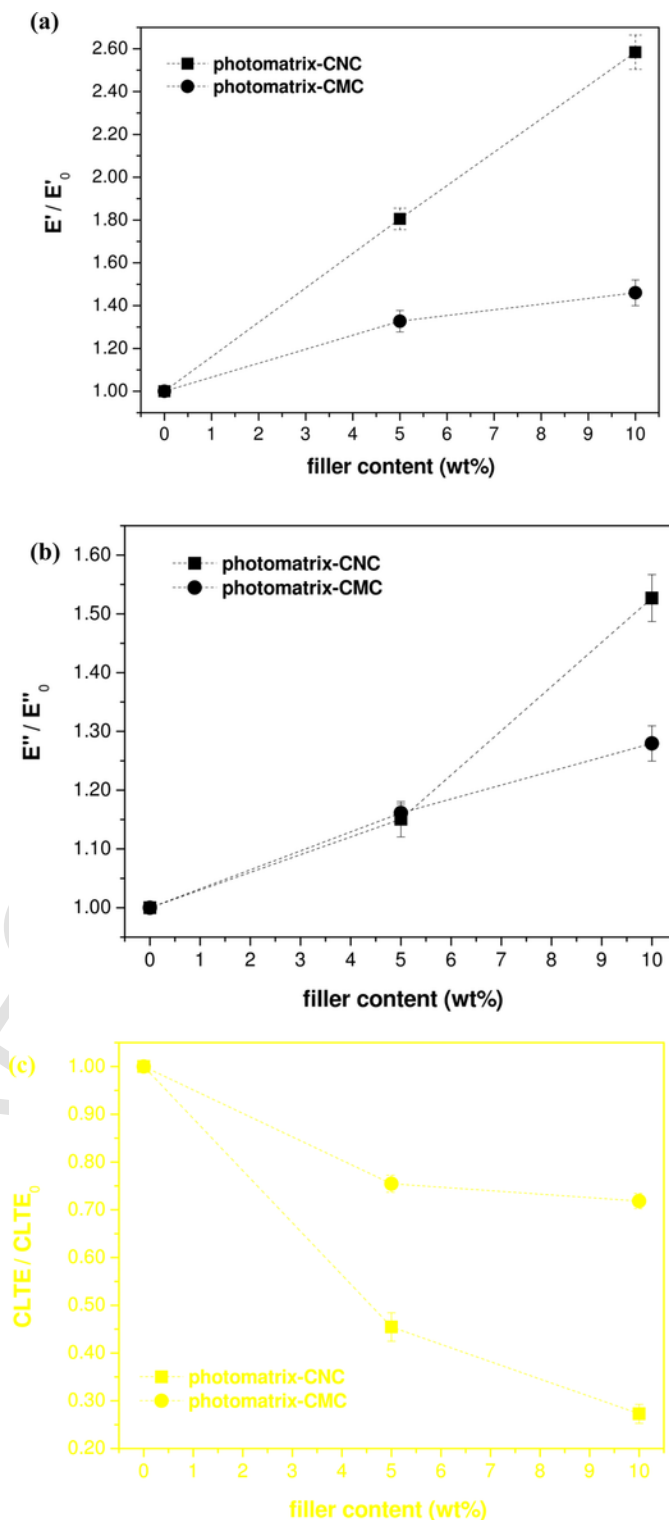 (a)
2.60
2.40
2.20
2.00
1.80
1.60
1.40
1.20
1.00
E' / E'₀
photomatrix-CNC
photomatrix-CMC
0 1 2 3 4 5 6 7 8 9 10
filler content (wt%)
(b)
1.60
1.50
1.40
1.30
1.20
1.10
1.00
E'' / E''₀
photomatrix-CNC
photomatrix-CMC
0 1 2 3 4 5 6 7 8 9 10
filler content (wt%)
(c)
1.00
0.90
0.80
0.70
0.60
0.50
0.40
0.30
0.20
CLTE / CLTE₀
photomatrix-CNC
photomatrix-CMC
0 1 2 3 4 5 6 7 8 9 10
filler content (wt%)